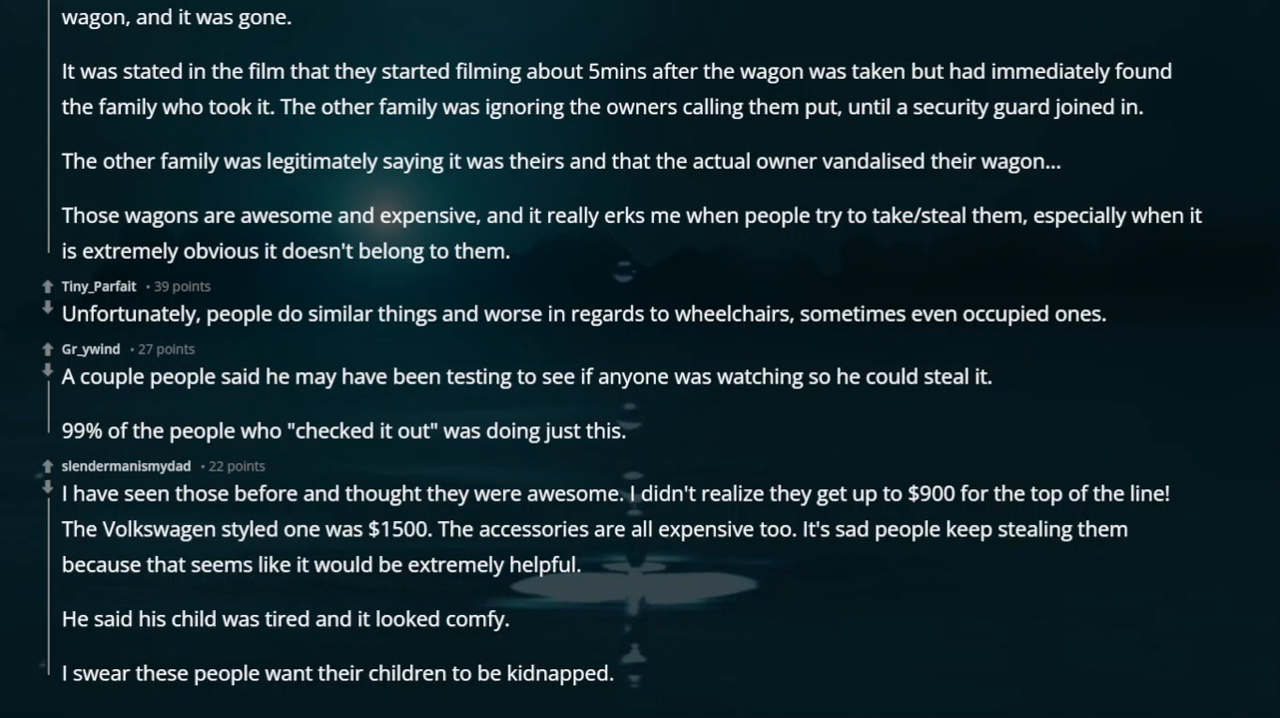 wagon, and it was gone.
It was stated in the film that they started filming about 5mins after the wagon was taken but had immediately found
the family who took it. The other family was ignoring the owners calling them put, until a security guard joined in.
The other family was legitimately saying it was theirs and that the actual owner vandalised their wagon...
Those wagons are awesome and expensive, and it really erks me when people try to take/steal them, especially when it
is extremely obvious it doesn't belong to them.
Tiny_Parfait • 39 points
Unfortunately, people do similar things and worse in regards to wheelchairs, sometimes even occupied ones.
Gr_ywind • 27 points
A couple people said he may have been testing to see if anyone was watching so he could steal it.
99% of the people who "checked it out" was doing just this.
slendermanismydad • 22 points
I have seen those before and thought they were awesome. I didn't realize they get up to $900 for the top of the line!
The Volkswagen styled one was $1500. The accessories are all expensive too. It's sad people keep stealing them
because that seems like it would be extremely helpful.
He said his child was tired and it looked comfy.
I swear these people want their children to be kidnapped.